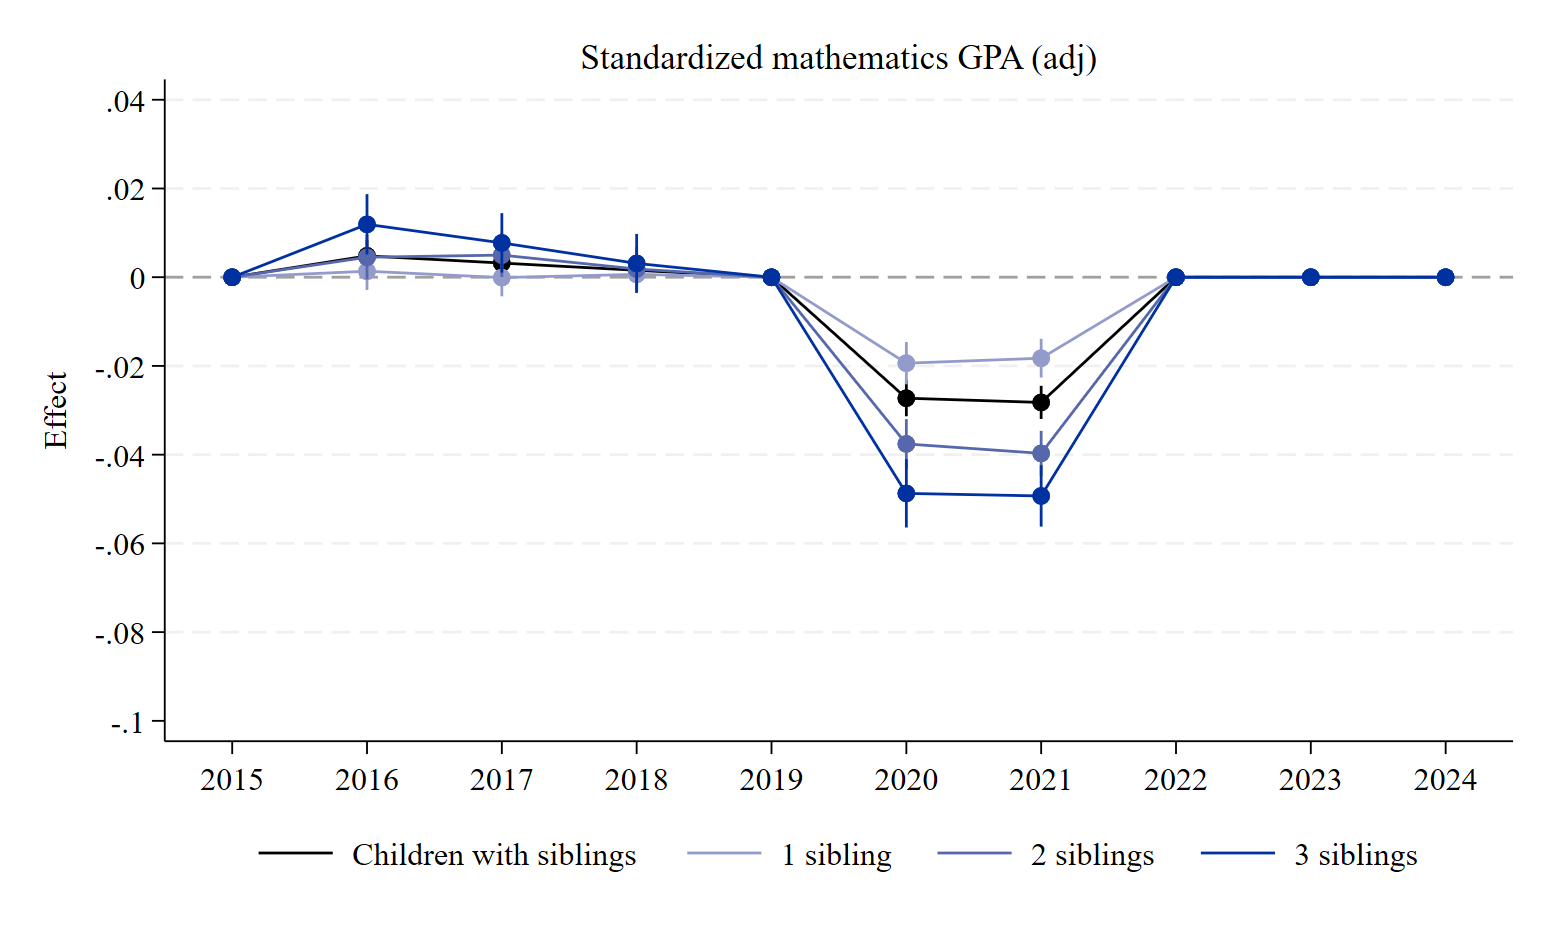 Standardized mathematics GPA (adj)
.04
.02
0
-.02
-.04
-.06
-.08
-.1
Effect
2015 2016 2017 2018 2019 2020 2021 2022 2023 2024
Children with siblings 1 sibling 2 siblings 3 siblings